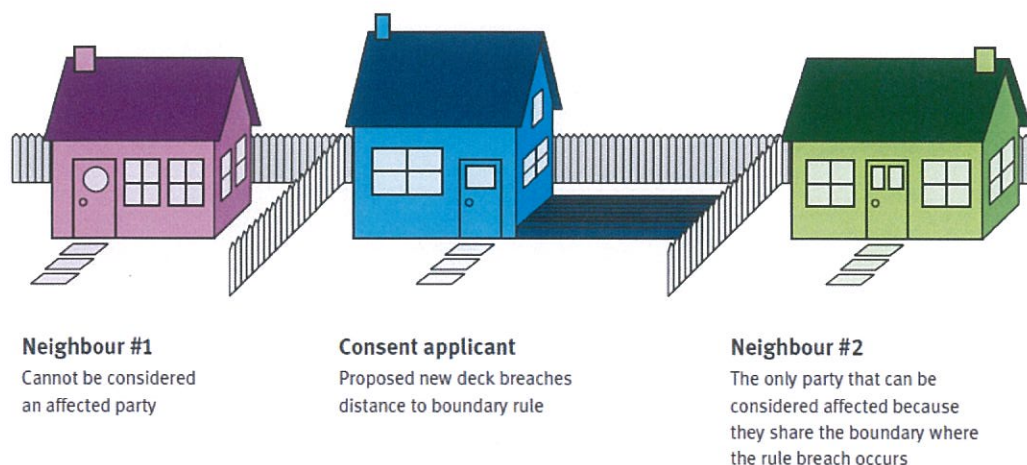 Neighbour #1
Cannot be considered
an affected party
Consent applicant
Proposed new deck breaches
distance to boundary rule
Neighbour #2
The only party that can be
considered affected because
they share the boundary where
the rule breach occurs